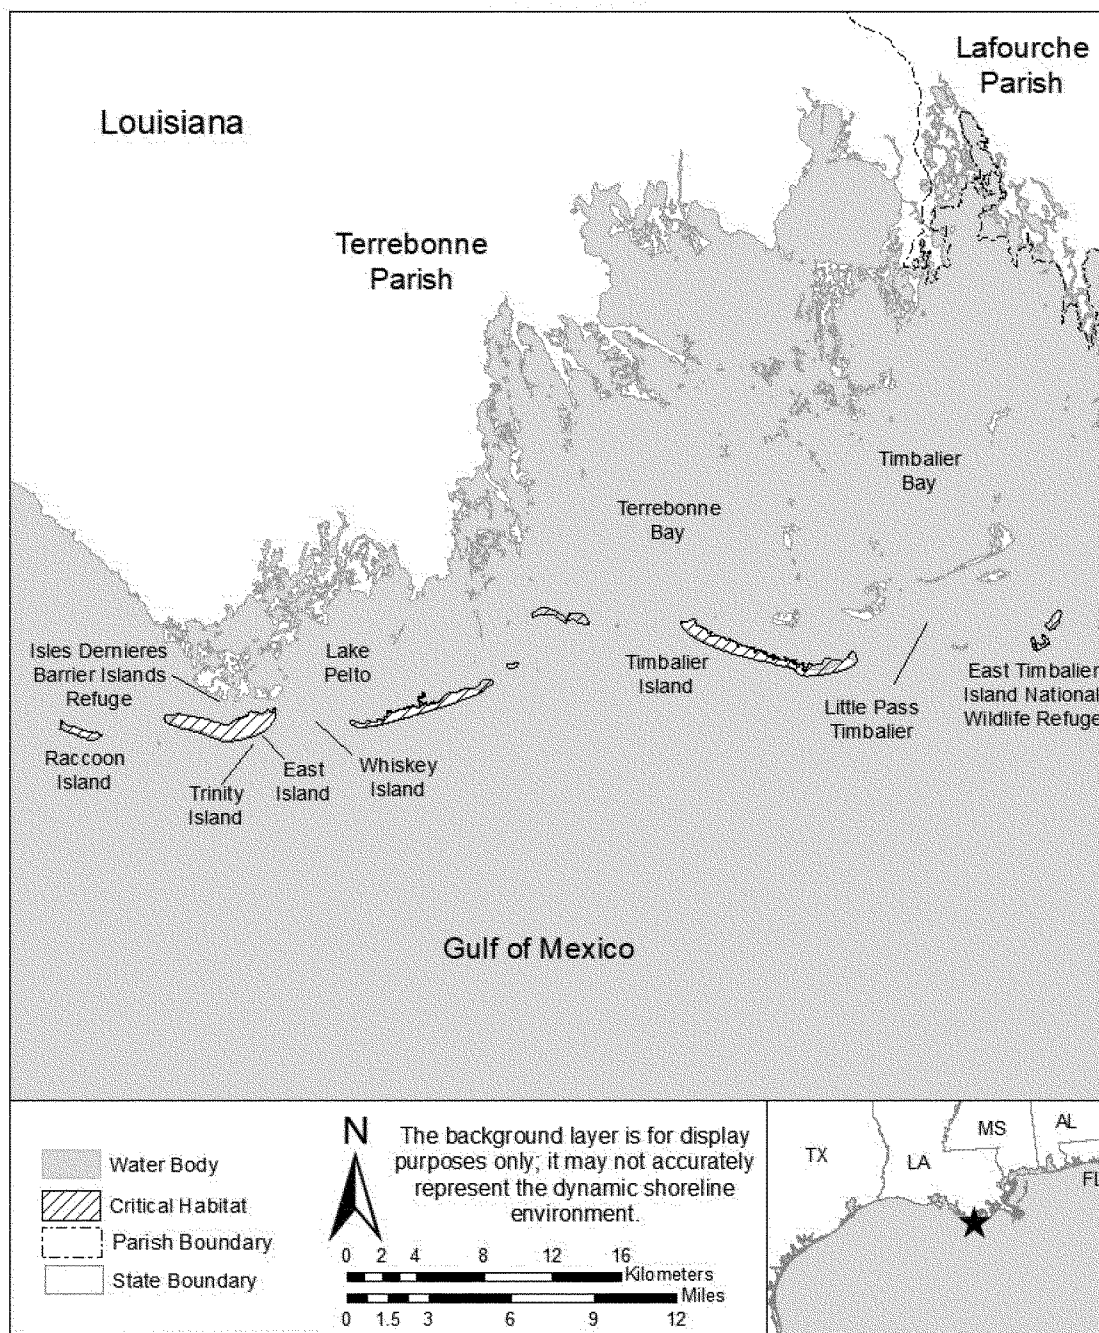 Lafourche
Parish
Louisiana
Terrebonne
Parish
Timbalier
Bay
Terrebonne
Bay
Isles Dernieres
Barrier Islands
Refuge
Lake
Pelto
Timbalier
Island
East Timbalier
Island National
Wildlife Refuge
Little Pass
Timbalier
Raccoon
Island
Trinity
Island
East
Island
Whiskey
Island
Gulf of Mexico
Water Body
Critical Habitat
Parish Boundary
State Boundary
N
The background layer is for display
purposes only; it may not accurately
represent the dynamic shoreline
environment.
0 2 4 8 12 16
Kilometers
Miles
0 1.5 3 6 9 12
TX
LA
MS
AL
FL